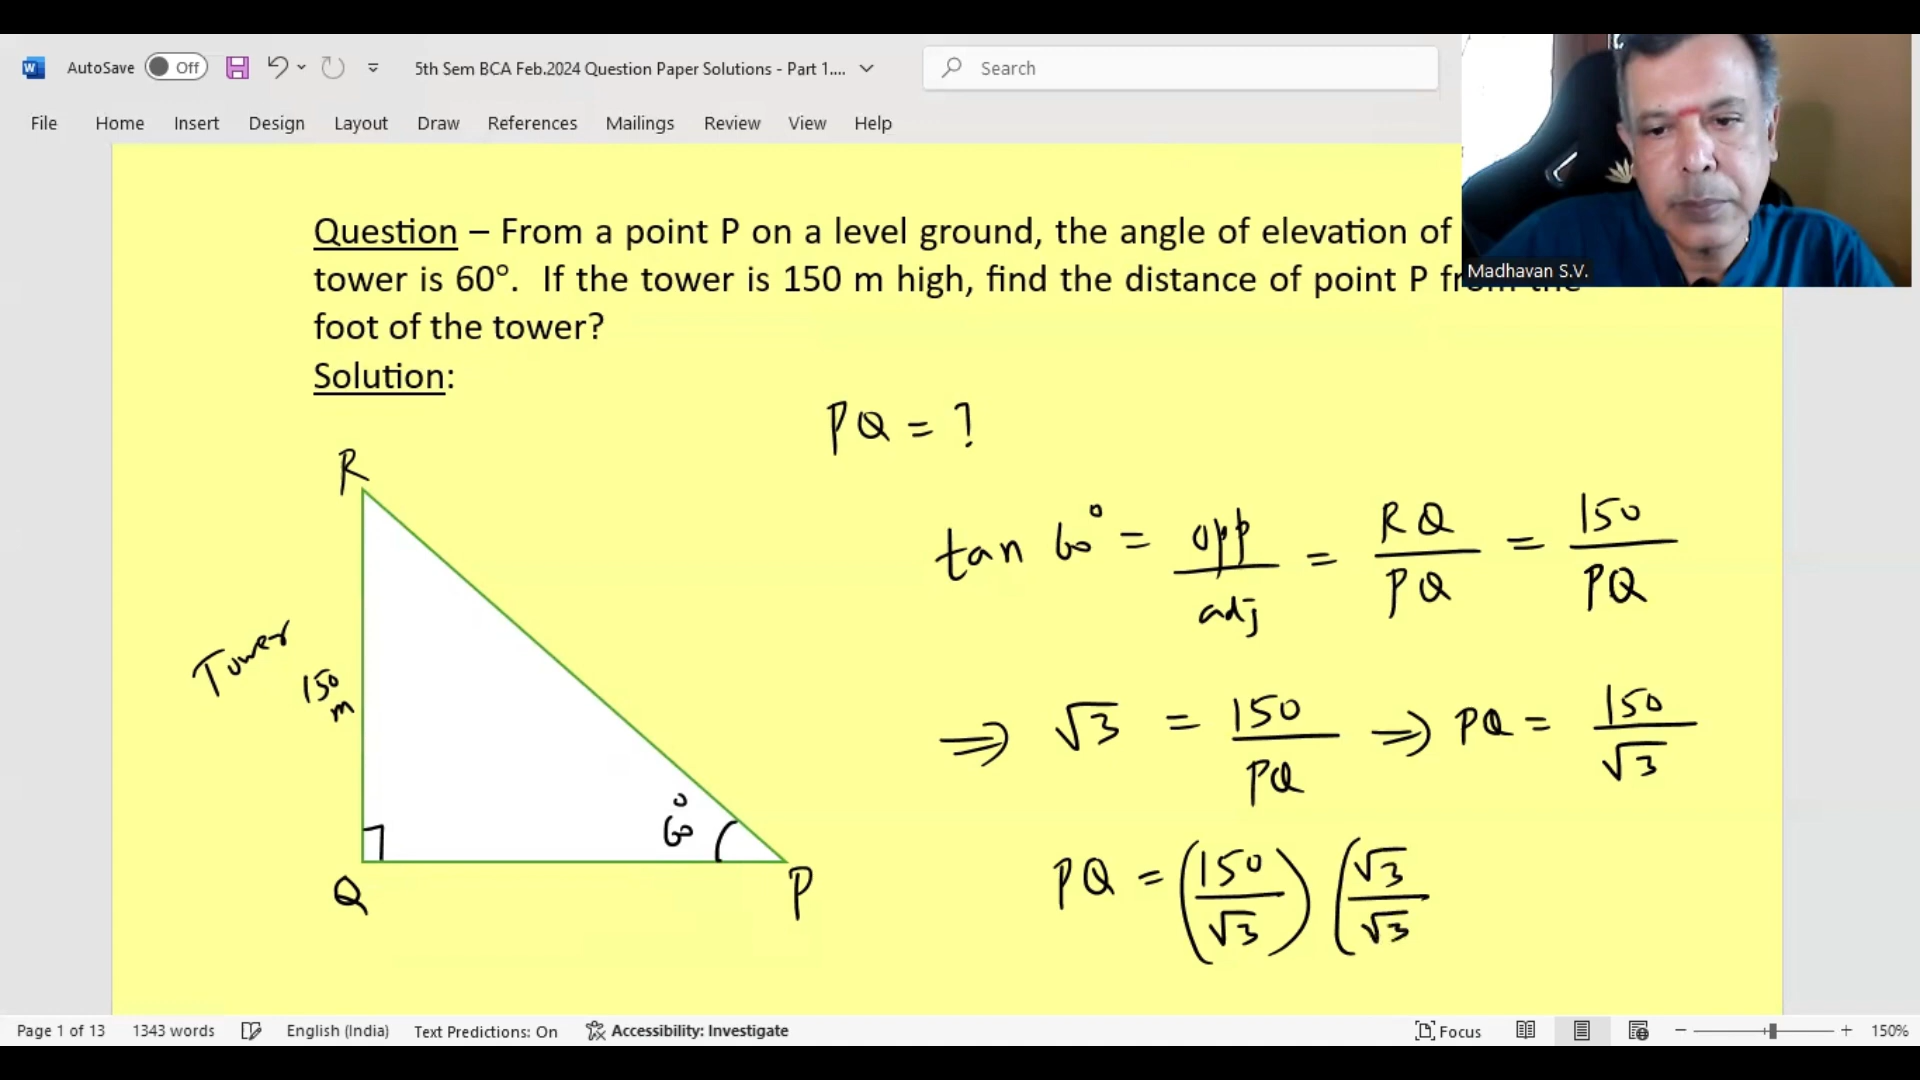 AutoSave Off 5th Sem BCA Feb.2024 Question Paper Solutions - Part 1.... Search
File Home Insert Design Layout Draw References Mailings Review View Help
Question – From a point P on a level ground, the angle of elevation of
tower is 60°. If the tower is 150 m high, find the distance of point P from the
foot of the tower?
Solution:
Madhavan S.V.
PQ = ?
R
tan 60° = opp/adj = RQ/PQ = 150/PQ
Tower
150 m
⇒ √3 = 150/PQ ⇒ PQ = 150/√3
60°
Q P
PQ = (150/√3) (√3/√3
Page 1 of 13 1343 words English (India) Text Predictions: On Accessibility: Investigate Focus 150%